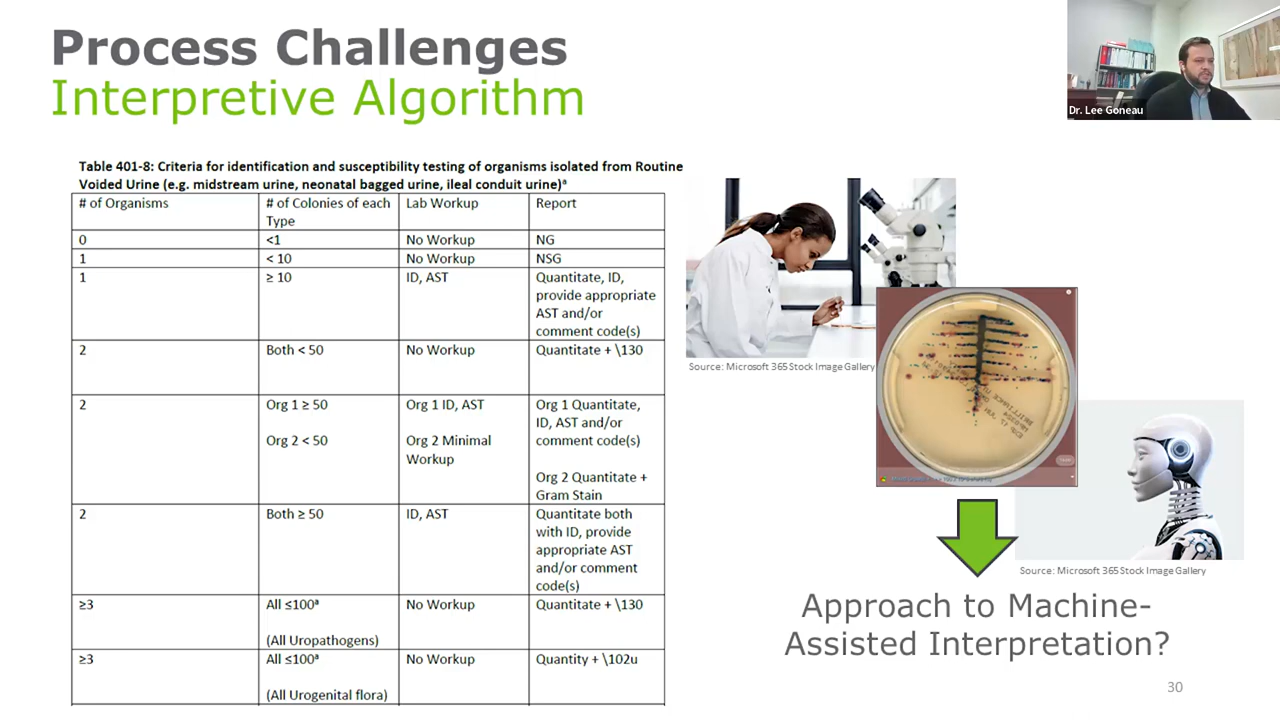 Process Challenges
Interpretive Algorithm
Dr. Lee Goneau
Table 401-8: Criteria for identification and susceptibility testing of organisms isolated from Routine
Voided Urine (e.g. midstream urine, neonatal bagged urine, ileal conduit urine)ᵃ
# of Organisms
# of Colonies of each
Type
Lab Workup
Report
0
<1
No Workup
NG
1
< 10
No Workup
NSG
1
≥ 10
ID, AST
Quantitate, ID,
provide appropriate
AST and/or
comment code(s)
2
Both < 50
No Workup
Quantitate + \130
2
Org 1 ≥ 50
Org 2 < 50
Org 1 ID, AST
Org 2 Minimal
Workup
Org 1 Quantitate,
ID, AST and/or
comment code(s)
Org 2 Quantitate +
Gram Stain
2
Both ≥ 50
ID, AST
Quantitate both
with ID, provide
appropriate AST
and/or comment
code(s)
≥3
All ≤100ᵃ
(All Uropathogens)
No Workup
Quantitate + \130
≥3
All ≤100ᵃ
(All Urogenital flora)
No Workup
Quantity + \102u
Source: Microsoft 365 Stock Image Gallery
Source: Microsoft 365 Stock Image Gallery
Approach to Machine-
Assisted Interpretation?
30